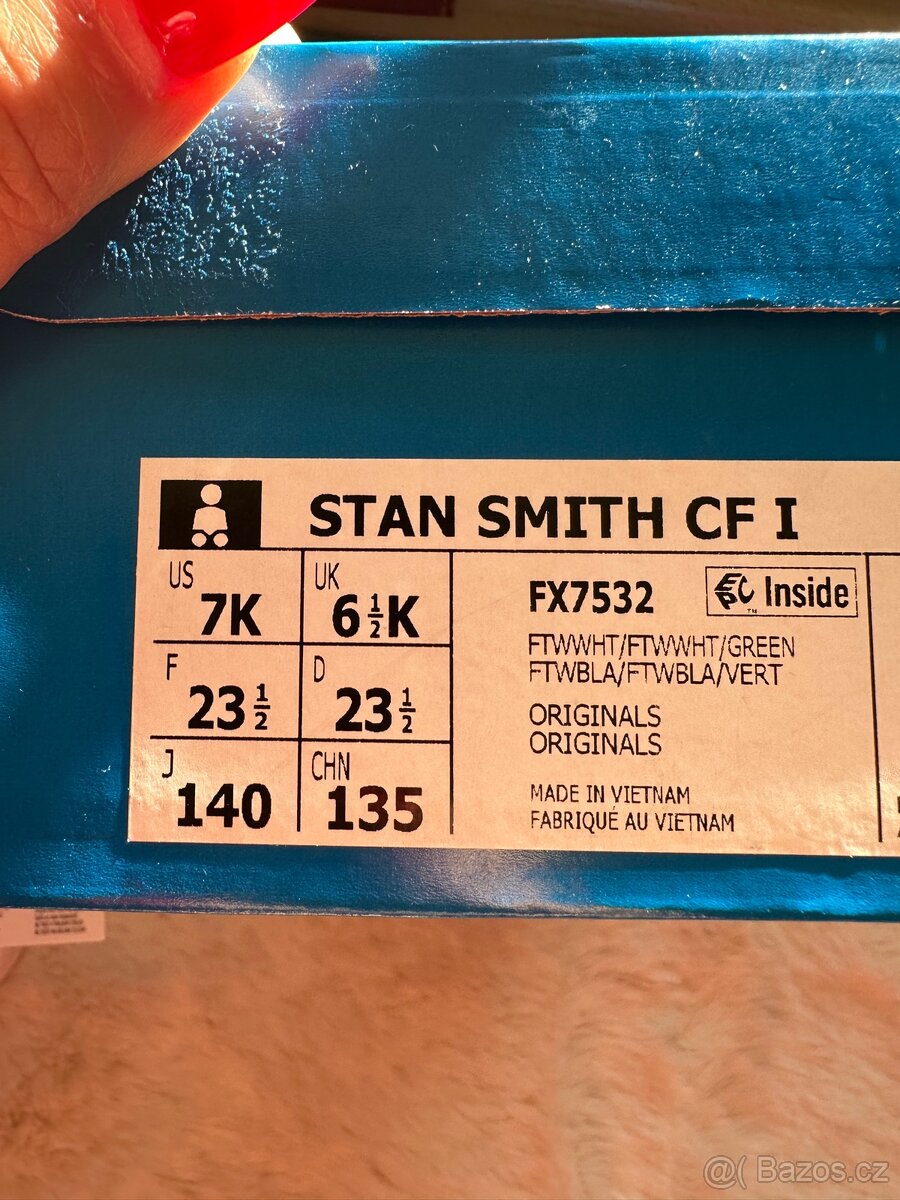 STAN SMITH CF I
US 7K
UK 6 ½ K
F 23 ½
D 23 ½
J 140
CHN 135
FX7532
EPC™ Inside
FTWWHT/FTWWHT/GREEN
FTWBLA/FTWBLA/VERT
ORIGINALS
ORIGINALS
MADE IN VIETNAM
FABRIQUÉ AU VIETNAM
@( Bazos.cz